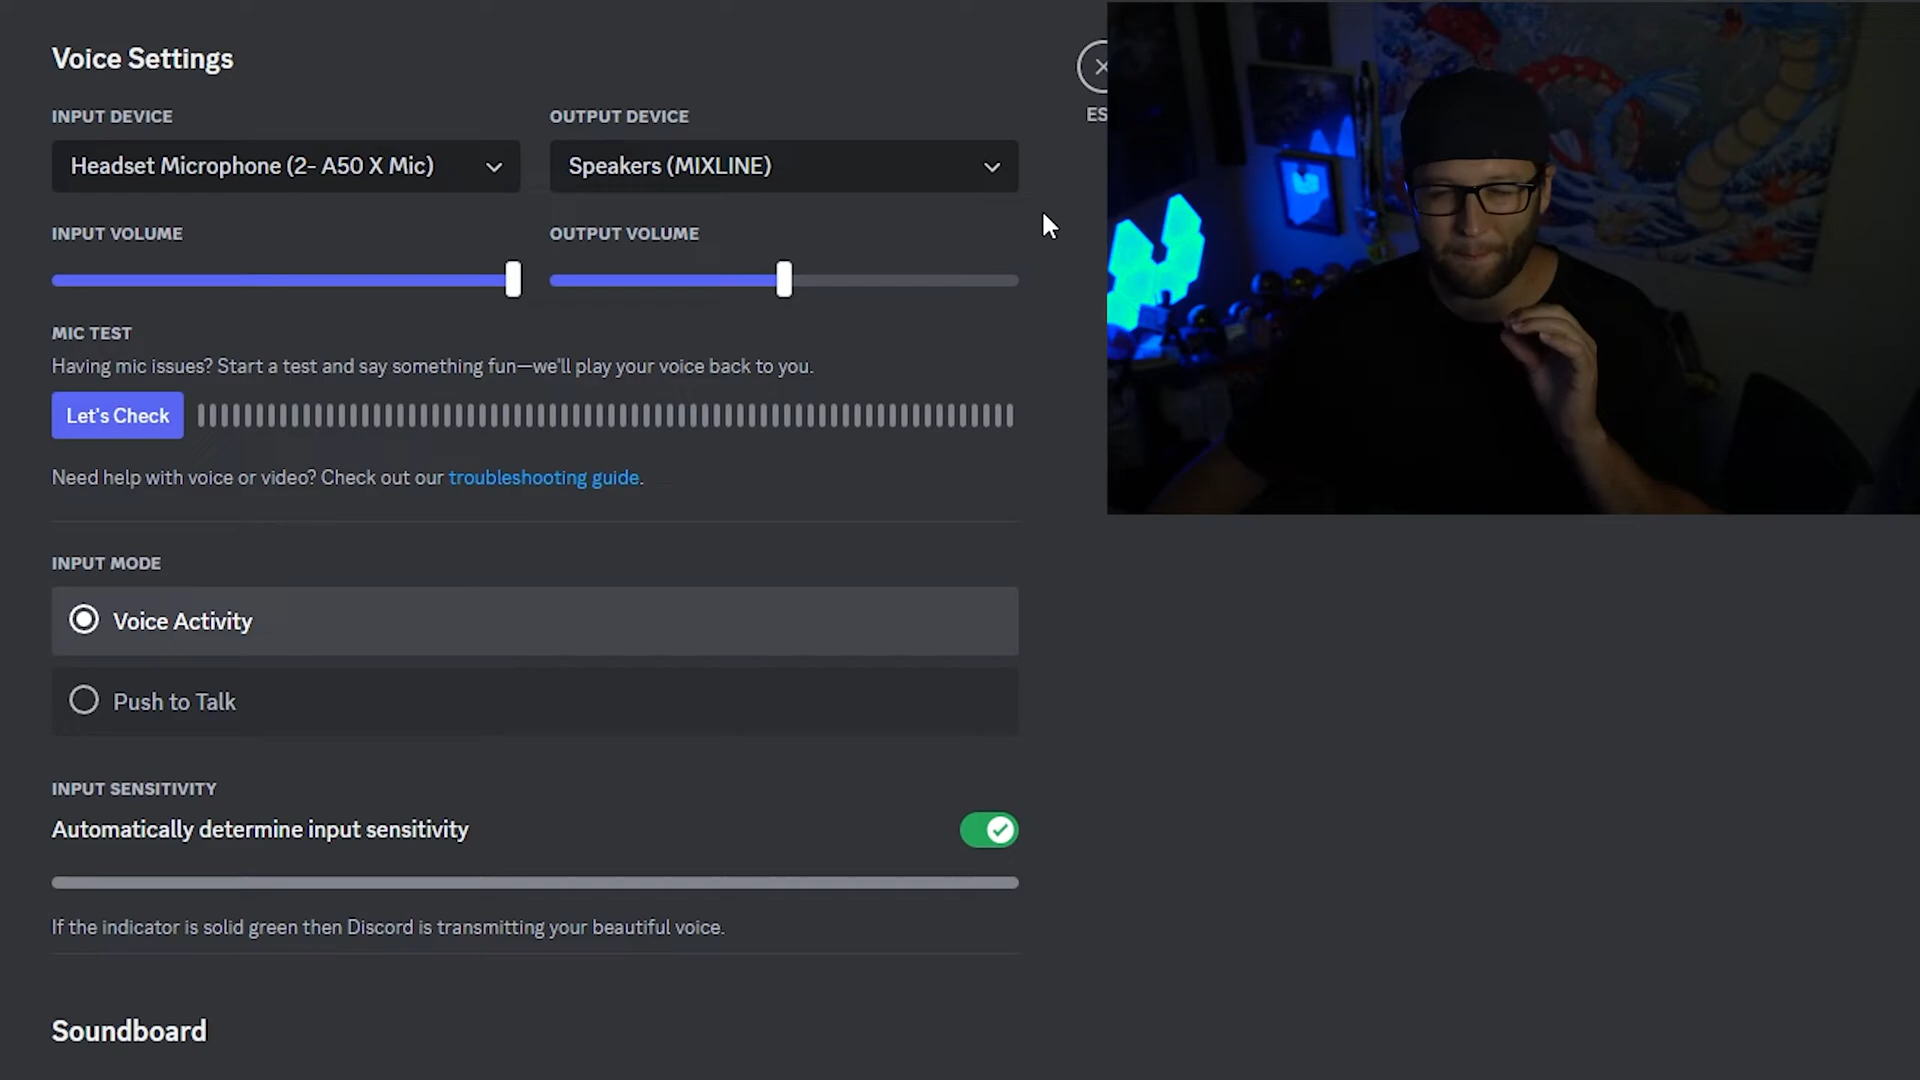 Voice Settings
INPUT DEVICE
OUTPUT DEVICE
Headset Microphone (2- A50 X Mic)
Speakers (MIXLINE)
INPUT VOLUME
OUTPUT VOLUME
MIC TEST
Having mic issues? Start a test and say something fun—we'll play your voice back to you.
Let's Check
Need help with voice or video? Check out our troubleshooting guide.
INPUT MODE
Voice Activity
Push to Talk
INPUT SENSITIVITY
Automatically determine input sensitivity
If the indicator is solid green then Discord is transmitting your beautiful voice.
Soundboard
ES